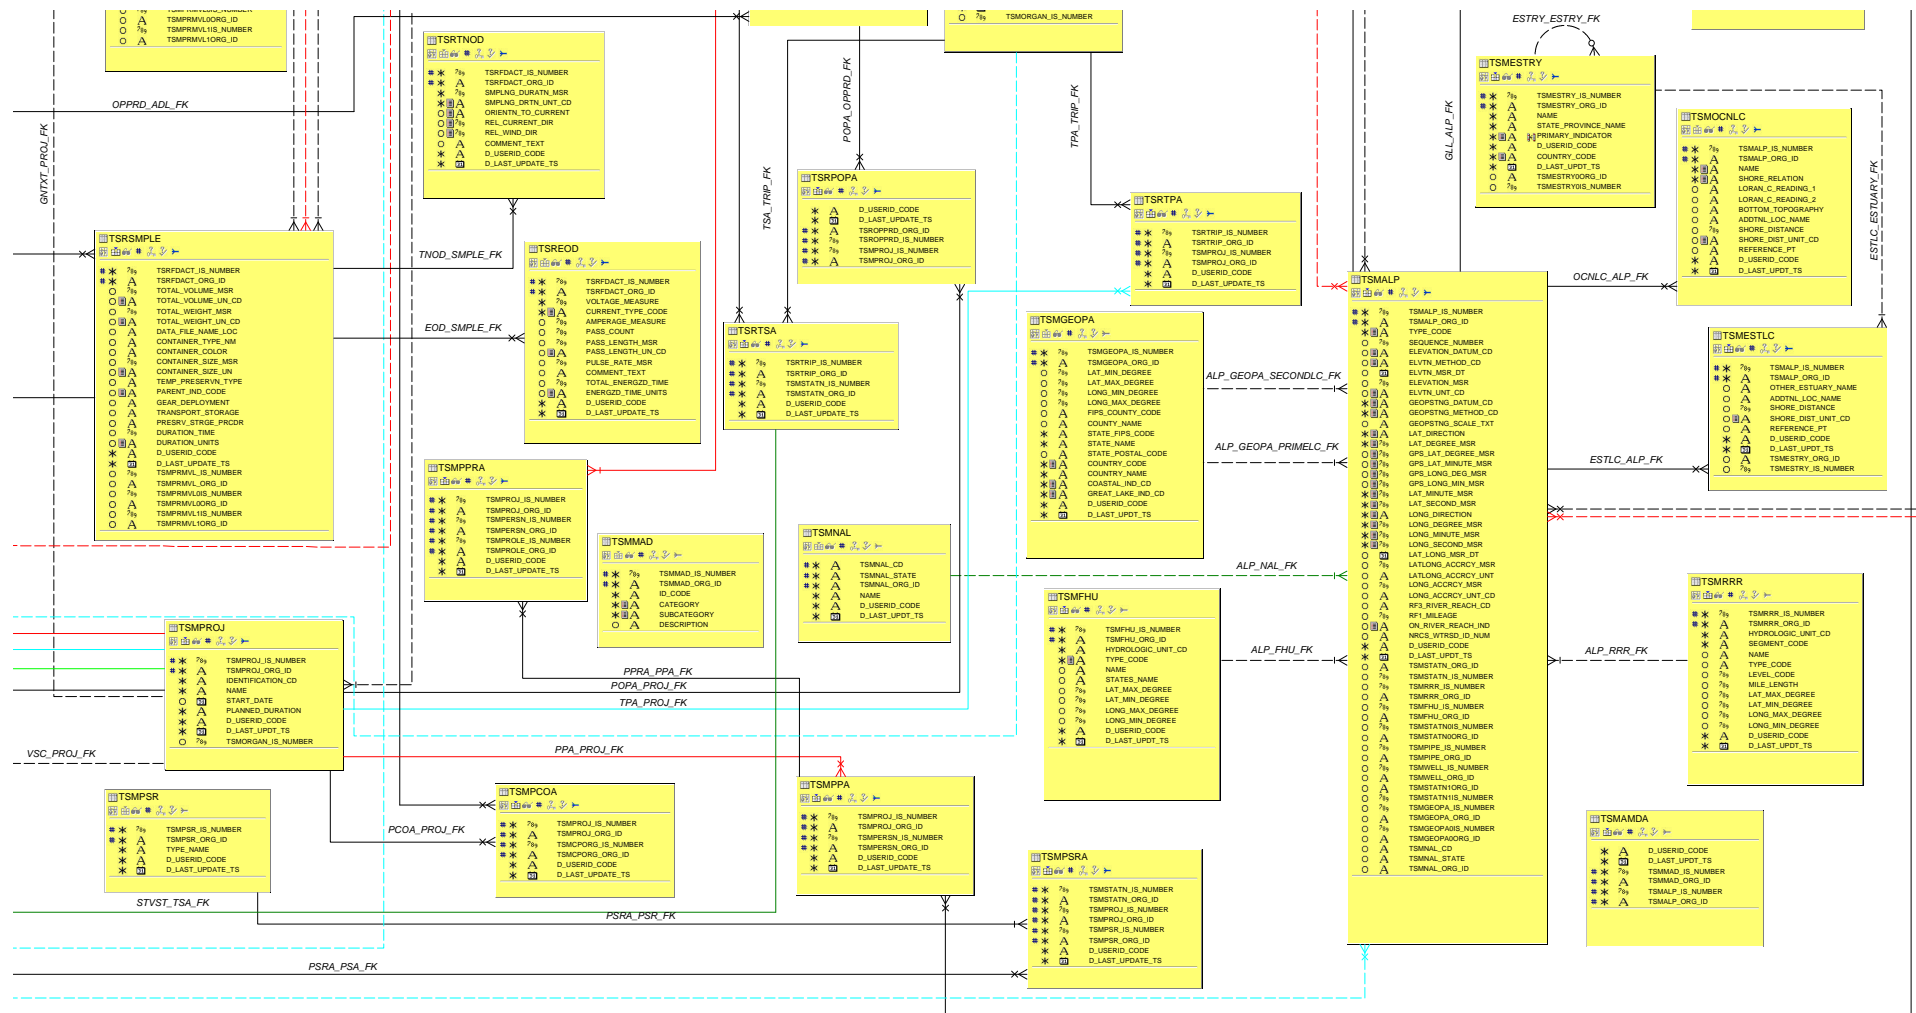 TSMPRMVL0ORG_ID
TSMPRMVL1IS_NUMBER
TSMPRMVL1ORG_ID
OPPRD_ADL_FK
GNTXT_PROJ_FK
TSRTNOD
TSRFDACT_IS_NUMBER
TSRFDACT_ORG_ID
SMPLNG_DURATN_MSR
SMPLNG_DRTN_UNT_CD
ORIENTN_TO_CURRENT
REL_CURRENT_DIR
REL_WIND_DIR
COMMENT_TEXT
D_USERID_CODE
D_LAST_UPDATE_TS
TSMORGAN_IS_NUMBER
POPA_OPPRD_FK
TSA_TRIP_FK
TPA_TRIP_FK
GLL_ALP_FK
ESTRY_ESTRY_FK
TSMESTRY
TSMESTRY_IS_NUMBER
TSMESTRY_ORG_ID
NAME
STATE_PROVINCE_NAME
PRIMARY_INDICATOR
D_USERID_CODE
COUNTRY_CODE
D_LAST_UPDT_TS
TSMESTRY0ORG_ID
TSMESTRY0IS_NUMBER
TSMOCNLC
TSMALP_IS_NUMBER
TSMALP_ORG_ID
NAME
SHORE_RELATION
LORAN_C_READING_1
LORAN_C_READING_2
BOTTOM_TOPOGRAPHY
ADDTNL_LOC_NAME
SHORE_DISTANCE
SHORE_DIST_UNIT_CD
REFERENCE_PT
D_USERID_CODE
D_LAST_UPDATE_TS
ESTLC_ESTUARY_FK
TSRSMPLE
TSRFDACT_IS_NUMBER
TSRFDACT_ORG_ID
TOTAL_VOLUME_MSR
TOTAL_VOLUME_UN_CD
TOTAL_WEIGHT_MSR
TOTAL_WEIGHT_UN_CD
DATA_FILE_NAME_LOC
CONTAINER_TYPE_NM
CONTAINER_COLOR
CONTAINER_SIZE_MSR
CONTAINER_SIZE_UN
TEMP_PRESERVN_TYPE
PARENT_IND_CODE
GEAR_DEPLOYMENT
TRANSPORT_STORAGE
PRESRV_STRGE_PRCDR
DURATION_TIME
DURATION_UNITS
D_USERID_CODE
D_LAST_UPDATE_TS
TSMPRMVL_IS_NUMBER
TSMPRMVL_ORG_ID
TSMPRMVL0IS_NUMBER
TSMPRMVL0ORG_ID
TSMPRMVL1IS_NUMBER
TSMPRMVL1ORG_ID
TNOD_SMPLE_FK
EOD_SMPLE_FK
TSREOD
TSRFDACT_IS_NUMBER
TSRFDACT_ORG_ID
VOLTAGE_MEASURE
CURRENT_TYPE_CODE
AMPERAGE_MEASURE
PASS_COUNT
PASS_LENGTH_MSR
PASS_LENGTH_UN_CD
PULSE_RATE_MSR
COMMENT_TEXT
TOTAL_ENERGZD_TIME
ENERGZD_TIME_UNITS
D_USERID_CODE
D_LAST_UPDATE_TS
TSRPOPA
D_USERID_CODE
D_LAST_UPDATE_TS
TSROPPRD_ORG_ID
TSROPPRD_IS_NUMBER
TSMPROJ_IS_NUMBER
TSMPROJ_ORG_ID
TSRTPA
TSRTRIP_IS_NUMBER
TSRTRIP_ORG_ID
TSMPROJ_IS_NUMBER
TSMPROJ_ORG_ID
D_USERID_CODE
D_LAST_UPDATE_TS
TSRTSA
TSRTRIP_IS_NUMBER
TSRTRIP_ORG_ID
TSMSTATN_IS_NUMBER
TSMSTATN_ORG_ID
D_USERID_CODE
D_LAST_UPDATE_TS
TSMGEOPA
TSMGEOPA_IS_NUMBER
TSMGEOPA_ORG_ID
LAT_MIN_DEGREE
LAT_MAX_DEGREE
LONG_MIN_DEGREE
LONG_MAX_DEGREE
FIPS_COUNTY_CODE
COUNTY_NAME
STATE_FIPS_CODE
STATE_NAME
STATE_POSTAL_CODE
COUNTRY_CODE
COUNTRY_NAME
COASTAL_IND_CD
GREAT_LAKE_IND_CD
D_USERID_CODE
D_LAST_UPDT_TS
ALP_GEOPA_SECONDLC_FK
ALP_GEOPA_PRIMELC_FK
ALP_NAL_FK
ALP_FHU_FK
TSMALP
TSMALP_IS_NUMBER
TSMALP_ORG_ID
TYPE_CODE
SEQUENCE_NUMBER
ELEVATION_DATUM_CD
ELVTN_METHOD_CD
ELVTN_MSR_DT
ELEVATION_MSR
ELVTN_UNT_CD
GEOPSTNG_DATUM_CD
GEOPSTNG_METHOD_CD
GEOPSTNG_SCALE_TXT
LAT_DIRECTION
LAT_DEGREE_MSR
GPS_LAT_DEGREE_MSR
GPS_LAT_MINUTE_MSR
GPS_LONG_DEG_MSR
GPS_LONG_MIN_MSR
LAT_MINUTE_MSR
LAT_SECOND_MSR
LONG_DIRECTION
LONG_DEGREE_MSR
LONG_MINUTE_MSR
LONG_SECOND_MSR
LAT_LONG_MSR_DT
LATLONG_ACCRCY_MSR
LATLONG_ACCRCY_UNT
LONG_ACCRCY_MSR
LONG_ACCRCY_UNT_CD
RF3_RIVER_REACH_CD
RF1_MILEAGE
ON_RIVER_REACH_IND
NRCS_WTRSD_ID_NUM
D_USERID_CODE
D_LAST_UPDT_TS
TSMSTATN_ORG_ID
TSMSTATN_IS_NUMBER
TSMRRR_IS_NUMBER
TSMRRR_ORG_ID
TSMFHU_IS_NUMBER
TSMFHU_ORG_ID
TSMSTATN0IS_NUMBER
TSMSTATN0ORG_ID
TSMPIPE_IS_NUMBER
TSMPIPE_ORG_ID
TSMWELL_IS_NUMBER
TSMWELL_ORG_ID
TSMSTATN1ORG_ID
TSMSTATN1IS_NUMBER
TSMGEOPA_IS_NUMBER
TSMGEOPA_ORG_ID
TSMGEOPA0IS_NUMBER
TSMGEOPA0ORG_ID
TSMNAL_CD
TSMNAL_STATE
TSMNAL_ORG_ID
OCNLC_ALP_FK
ESTLC_ALP_FK
ALP_RRR_FK
TSMESTLC
TSMALP_IS_NUMBER
TSMALP_ORG_ID
OTHER_ESTUARY_NAME
ADDTNL_LOC_NAME
SHORE_DISTANCE
SHORE_DIST_UNIT_CD
REFERENCE_PT
D_USERID_CODE
D_LAST_UPDT_TS
TSMESTRY_ORG_ID
TSMESTRY_IS_NUMBER
TSMPPRA
TSMPROJ_IS_NUMBER
TSMPROJ_ORG_ID
TSMPERSN_IS_NUMBER
TSMPERSN_ORG_ID
TSMPROLE_IS_NUMBER
TSMPROLE_ORG_ID
D_USERID_CODE
D_LAST_UPDATE_TS
TSMMAD
TSMMAD_IS_NUMBER
TSMMAD_ORG_ID
ID_CODE
CATEGORY
SUBCATEGORY
DESCRIPTION
TSMNAL
TSMNAL_CD
TSMNAL_STATE
TSMNAL_ORG_ID
NAME
D_USERID_CODE
D_LAST_UPDT_TS
TSMFHU
TSMFHU_IS_NUMBER
TSMFHU_ORG_ID
HYDROLOGIC_UNIT_CD
TYPE_CODE
NAME
STATES_NAME
LAT_MAX_DEGREE
LAT_MIN_DEGREE
LONG_MAX_DEGREE
LONG_MIN_DEGREE
D_USERID_CODE
D_LAST_UPDT_TS
TSMRRR
TSMRRR_IS_NUMBER
TSMRRR_ORG_ID
HYDROLOGIC_UNIT_CD
SEGMENT_CODE
NAME
TYPE_CODE
LEVEL_CODE
MILE_LENGTH
LAT_MAX_DEGREE
LAT_MIN_DEGREE
LONG_MAX_DEGREE
LONG_MIN_DEGREE
D_USERID_CODE
D_LAST_UPDT_TS
TSMPROJ
TSMPROJ_IS_NUMBER
TSMPROJ_ORG_ID
IDENTIFICATION_CD
NAME
START_DATE
PLANNED_DURATION
D_USERID_CODE
D_LAST_UPDT_TS
TSMORGAN_IS_NUMBER
PPRA_PPA_FK
POPA_PROJ_FK
TPA_PROJ_FK
PPA_PROJ_FK
VSC_PROJ_FK
PCOA_PROJ_FK
TSMPSR
TSMPSR_IS_NUMBER
TSMPSR_ORG_ID
TYPE_NAME
D_USERID_CODE
D_LAST_UPDATE_TS
TSMPCOA
TSMPROJ_IS_NUMBER
TSMPROJ_ORG_ID
TSMCPORG_IS_NUMBER
TSMCPORG_ORG_ID
D_USERID_CODE
D_LAST_UPDATE_TS
TSMPPA
TSMPROJ_IS_NUMBER
TSMPROJ_ORG_ID
TSMPERSN_IS_NUMBER
TSMPERSN_ORG_ID
D_USERID_CODE
D_LAST_UPDATE_TS
TSMPSRA
TSMSTATN_IS_NUMBER
TSMSTATN_ORG_ID
TSMPROJ_IS_NUMBER
TSMPROJ_ORG_ID
TSMPSR_IS_NUMBER
TSMPSR_ORG_ID
D_USERID_CODE
D_LAST_UPDATE_TS
TSMAMDA
D_USERID_CODE
D_LAST_UPDT_TS
TSMMAD_IS_NUMBER
TSMMAD_ORG_ID
TSMALP_IS_NUMBER
TSMALP_ORG_ID
STVST_TSA_FK
PSRA_PSR_FK
PSRA_PSA_FK